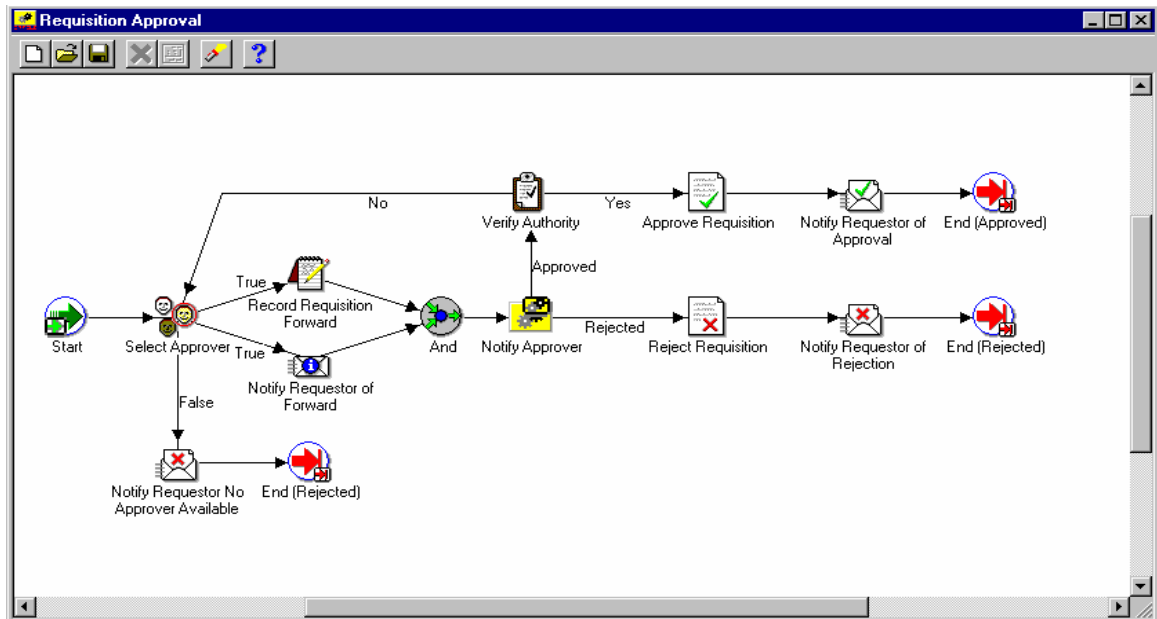 Requisition Approval
No
Verify Authority
Yes
Approve Requisition
Notify Requestor of
Approval
End (Approved)
Approved
True
Record Requisition
Forward
Start
Select Approver
True
Notify Requestor of
Forward
And
Notify Approver
Rejected
Reject Requisition
Notify Requestor of
Rejection
End (Rejected)
False
Notify Requestor No
Approver Available
End (Rejected)